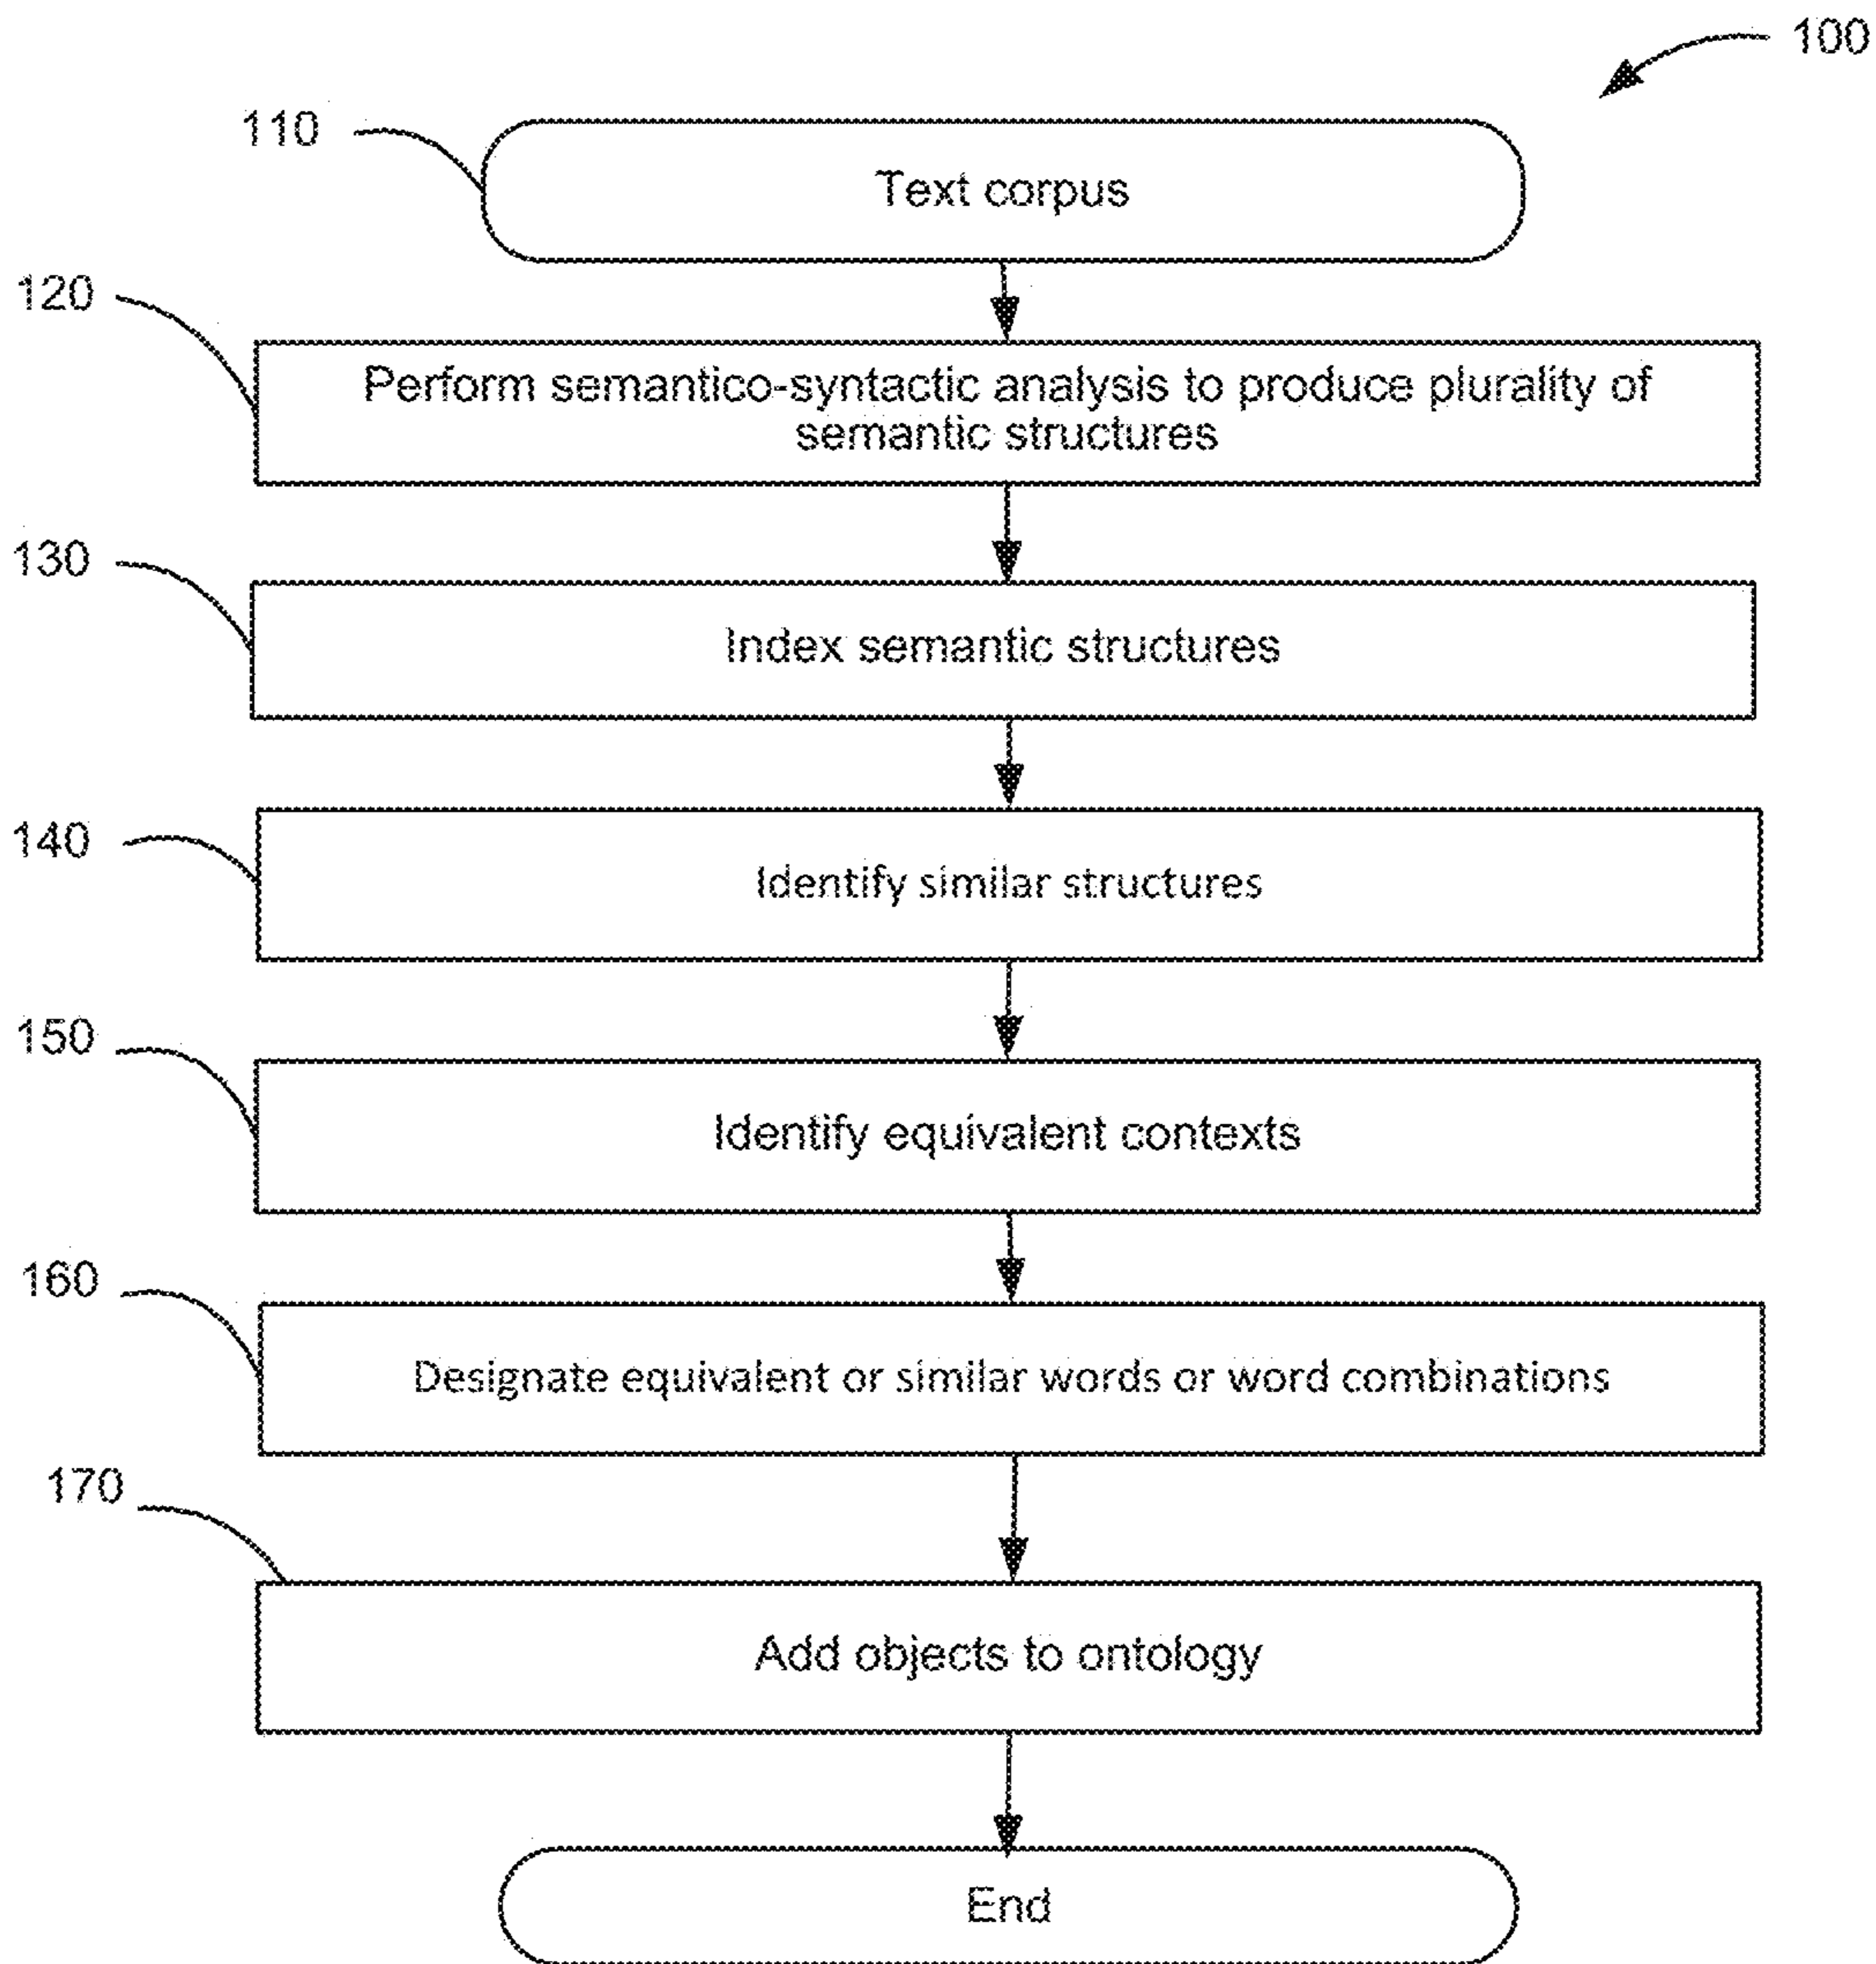 100
110
Text corpus
120
Perform semantico-syntactic analysis to produce plurality of
semantic structures
130
Index semantic structures
140
Identify similar structures
150
Identify equivalent contexts
160
Designate equivalent or similar words or word combinations
170
Add objects to ontology
End